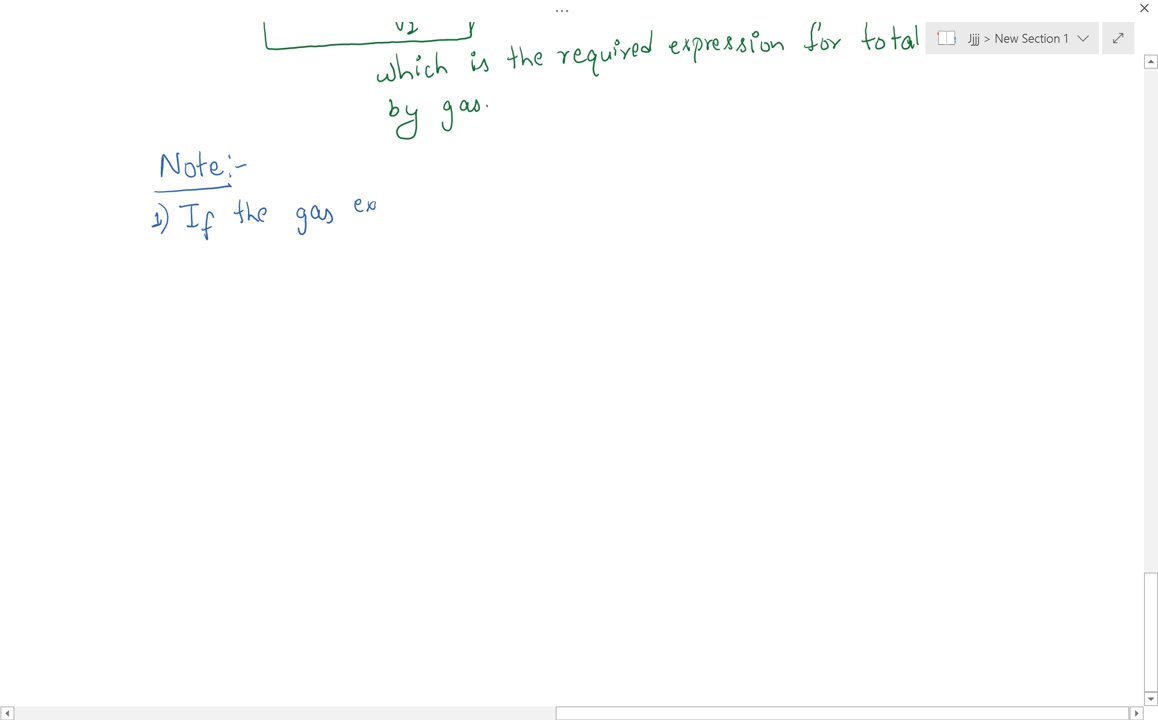 ...
V1
which is the required expression for total
Jjjj > New Section 1
by gas.
Note:-
1) If the gas ex